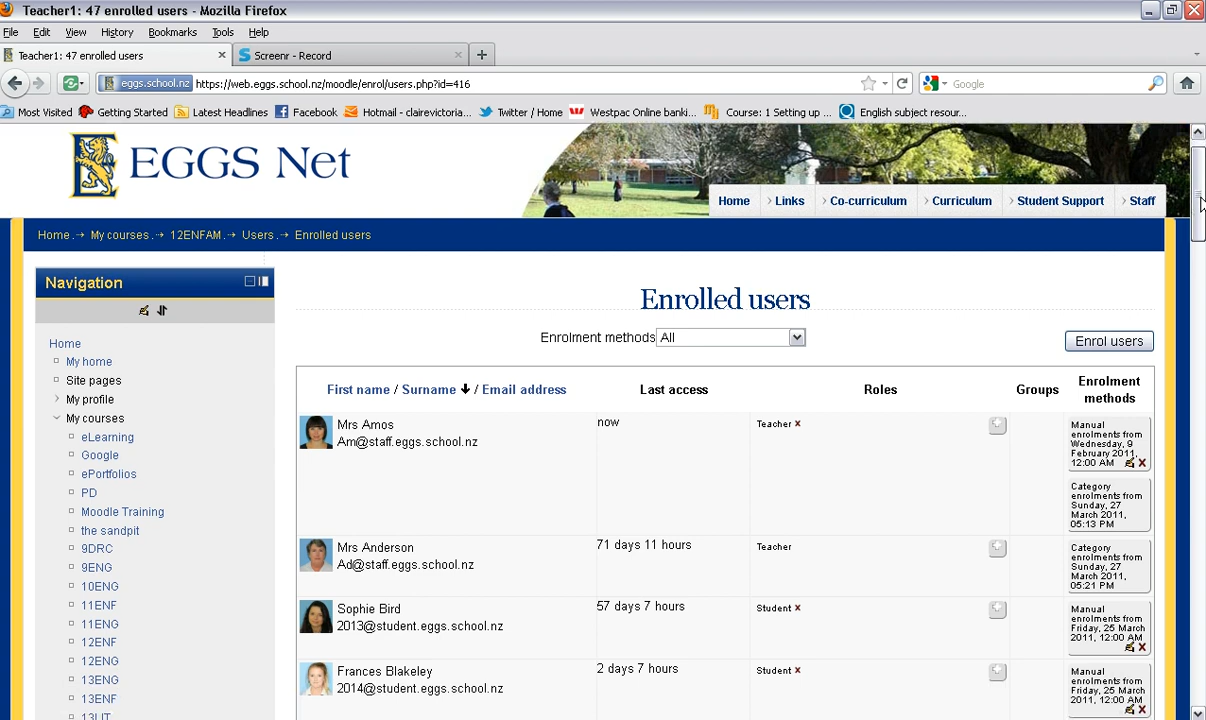 Teacher1: 47 enrolled users - Mozilla Firefox
File Edit View History Bookmarks Tools Help
Teacher1: 47 enrolled users
Screenr - Record
eggs.school.nz https://web.eggs.school.nz/moodle/enrol/users.php?id=416
Google
Most Visited Getting Started Latest Headlines Facebook Hotmail - clairevictoria... Twitter / Home Westpac Online banki... Course: 1 Setting up ... English subject resour...
EGGS Net
Home Links Co-curriculum Curriculum Student Support Staff
Home My courses 12ENFAM Users Enrolled users
Navigation
Home
My home
Site pages
My profile
My courses
eLearning
Google
ePortfolios
PD
Moodle Training
the sandpit
9DRC
9ENG
10ENG
11ENF
11ENG
12ENF
12ENG
13ENG
13ENF
13LIT
Enrolled users
Enrolment methods All
Enrol users
First name / Surname / Email address Last access Roles Groups Enrolment methods
Mrs Amos
Am@staff.eggs.school.nz
now
Teacher x
Manual
enrolments from
Wednesday, 9
February 2011,
12:00 AM
Category
enrolments from
Sunday, 27
March 2011,
05:13 PM
Mrs Anderson
Ad@staff.eggs.school.nz
71 days 11 hours
Teacher
Category
enrolments from
Sunday, 27
March 2011,
05:21 PM
Sophie Bird
2013@student.eggs.school.nz
57 days 7 hours
Student x
Manual
enrolments from
Friday, 25 March
2011, 12:00 AM
Frances Blakeley
2014@student.eggs.school.nz
2 days 7 hours
Student x
Manual
enrolments from
Friday, 25 March
2011, 12:00 AM